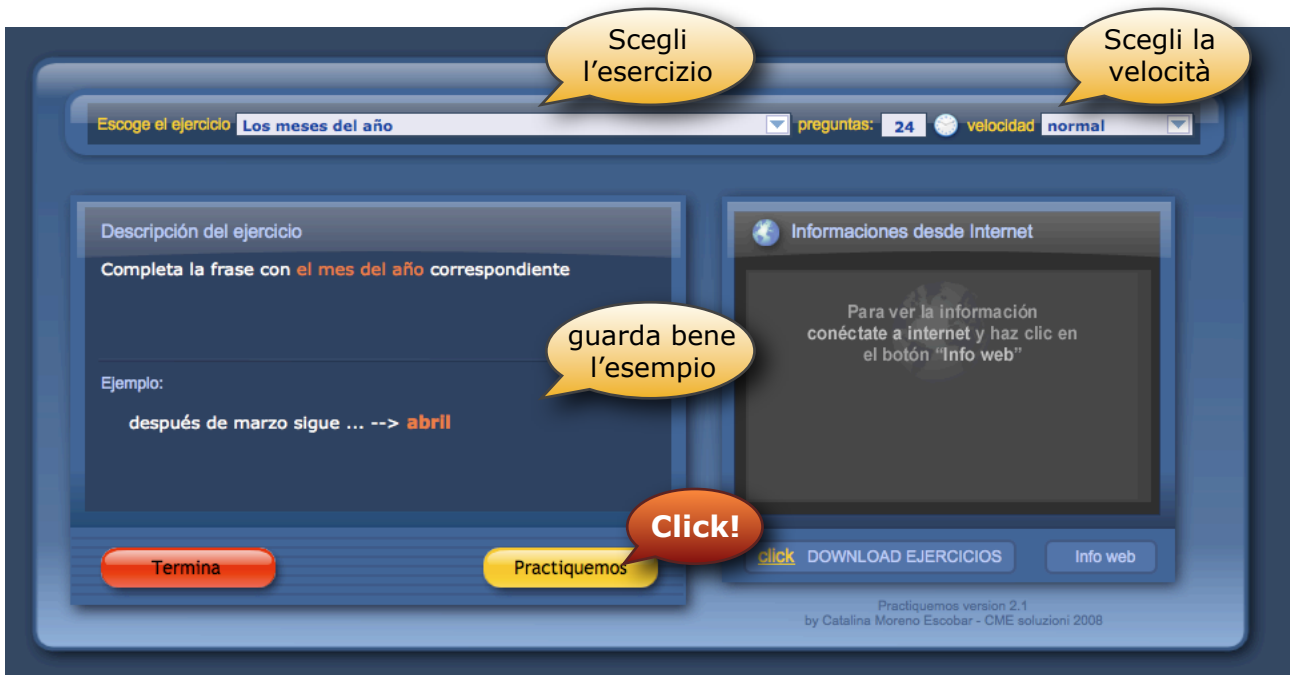 Scegli
l'esercizio
Scegli la
velocità
Escoge el ejercicio Los meses del año preguntas: 24 velocidad normal
Descripción del ejercicio
Completa la frase con el mes del año correspondiente
guarda bene
l'esempio
Ejemplo:
después de marzo sigue ... --> abril
Click!
Termina
Practiquemos
Informaciones desde Internet
Para ver la información
conéctate a internet y haz clic en
el botón "Info web"
click DOWNLOAD EJERCICIOS
Info web
Practiquemos version 2.1
by Catalina Moreno Escobar - CME soluzioni 2008